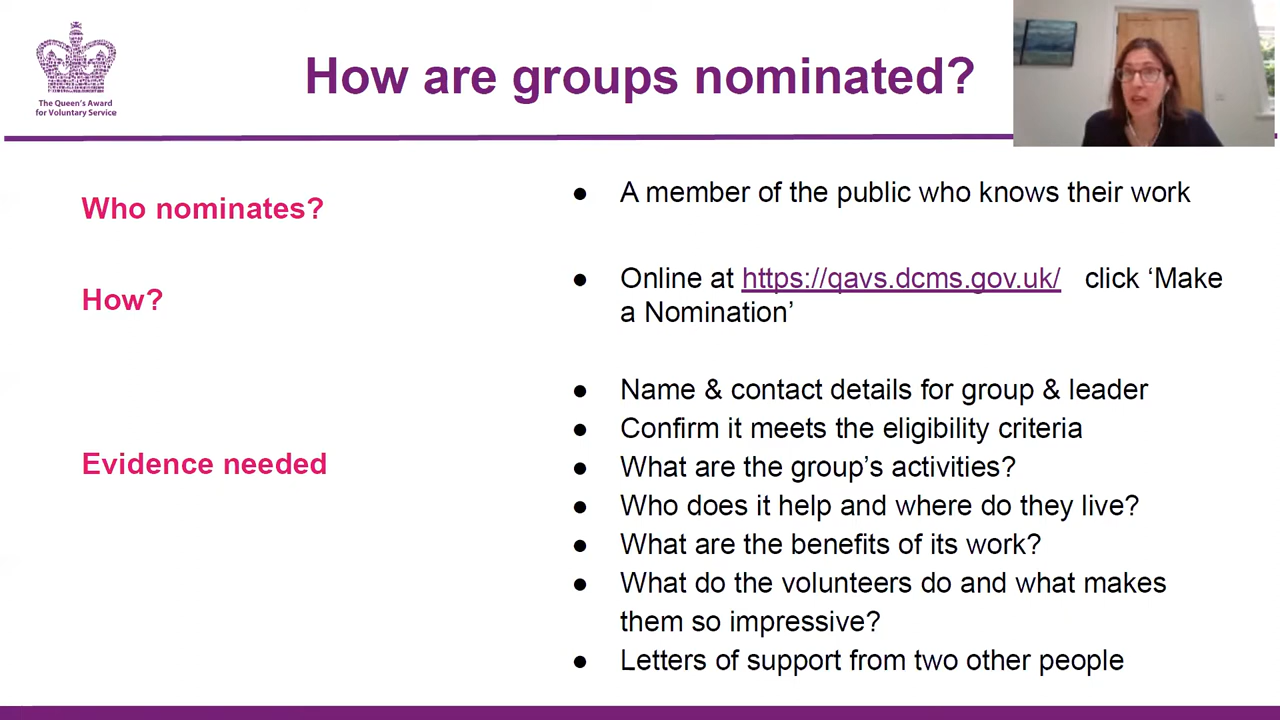 The Queen's Award
for Voluntary Service
How are groups nominated?
Who nominates?
● A member of the public who knows their work
How?
● Online at https://qavs.dcms.gov.uk/ click ‘Make
a Nomination’
Evidence needed
● Name & contact details for group & leader
● Confirm it meets the eligibility criteria
● What are the group’s activities?
● Who does it help and where do they live?
● What are the benefits of its work?
● What do the volunteers do and what makes
them so impressive?
● Letters of support from two other people